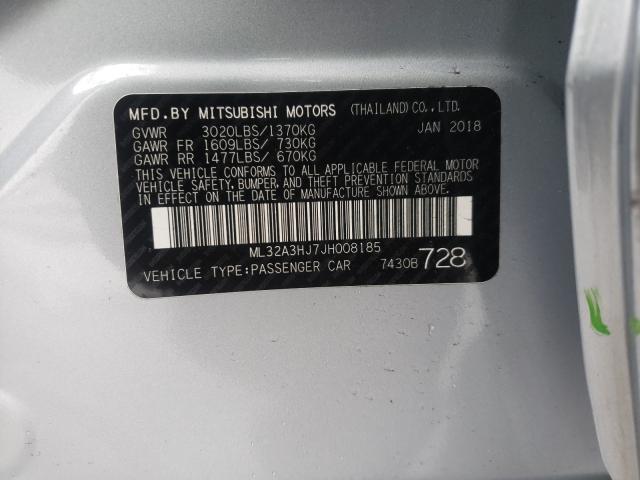 MFD.BY MITSUBISHI MOTORS (THAILAND) CO.,LTD.
GVWR 3020LBS/1370KG JAN 2018
GAWR FR 1609LBS/ 730KG
GAWR RR 1477LBS/ 670KG
THIS VEHICLE CONFORMS TO ALL APPLICABLE FEDERAL MOTOR
VEHICLE SAFETY, BUMPER, AND THEFT PREVENTION STANDARDS
IN EFFECT ON THE DATE OF MANUFACTURE SHOWN ABOVE.
ML32A3HJ7JH008185
VEHICLE TYPE:PASSENGER CAR 7430B 728